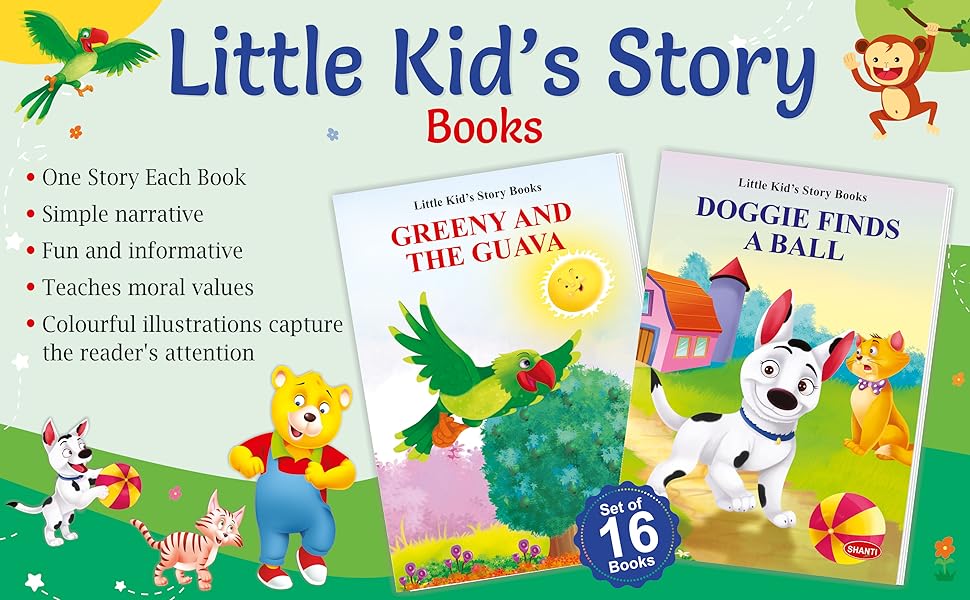 Little Kid's Story
Books
• One Story Each Book
• Simple narrative
• Fun and informative
• Teaches moral values
• Colourful illustrations capture
the reader's attention
Little Kid's Story Books
GREENY AND
THE GUAVA
Little Kid's Story Books
DOGGIE FINDS
A BALL
Set of
16
Books
SHANTI